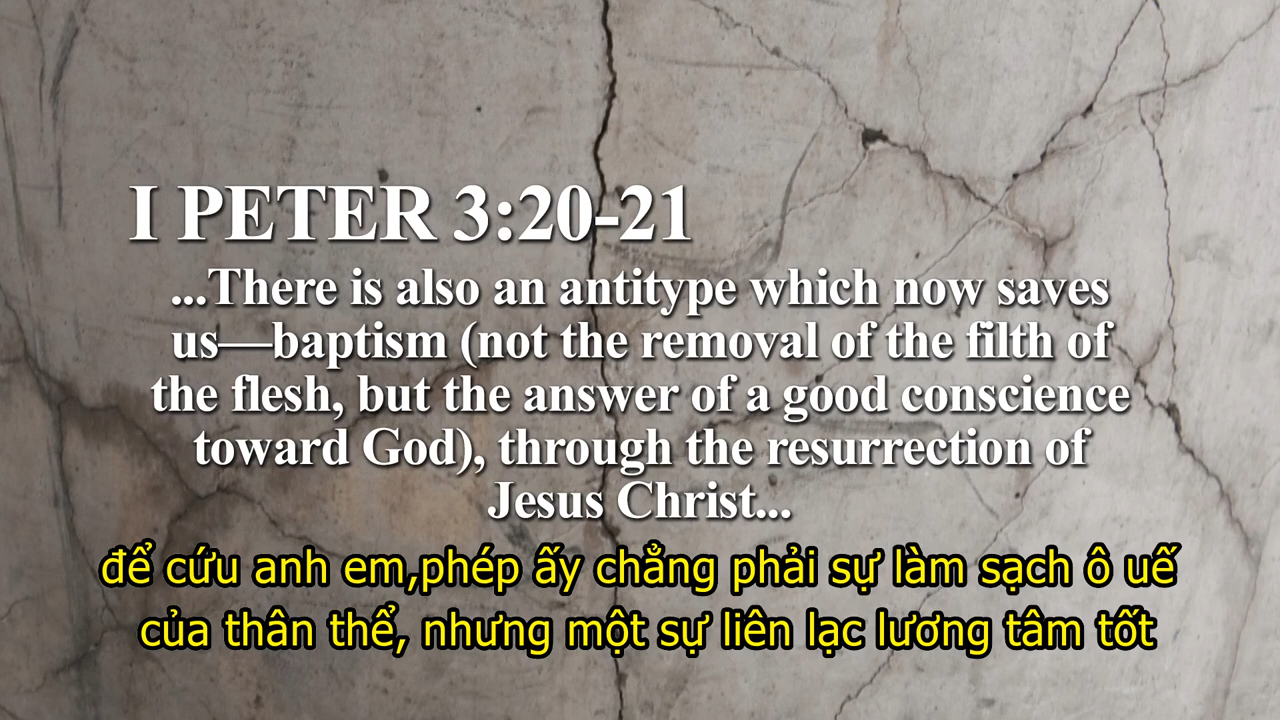 I PETER 3:20-21
...There is also an antitype which now saves
us—baptism (not the removal of the filth of
the flesh, but the answer of a good conscience
toward God), through the resurrection of
Jesus Christ...
để cứu anh em,phép ấy chẳng phải sự làm sạch ô uế
của thân thể, nhưng một sự liên lạc lương tâm tốt